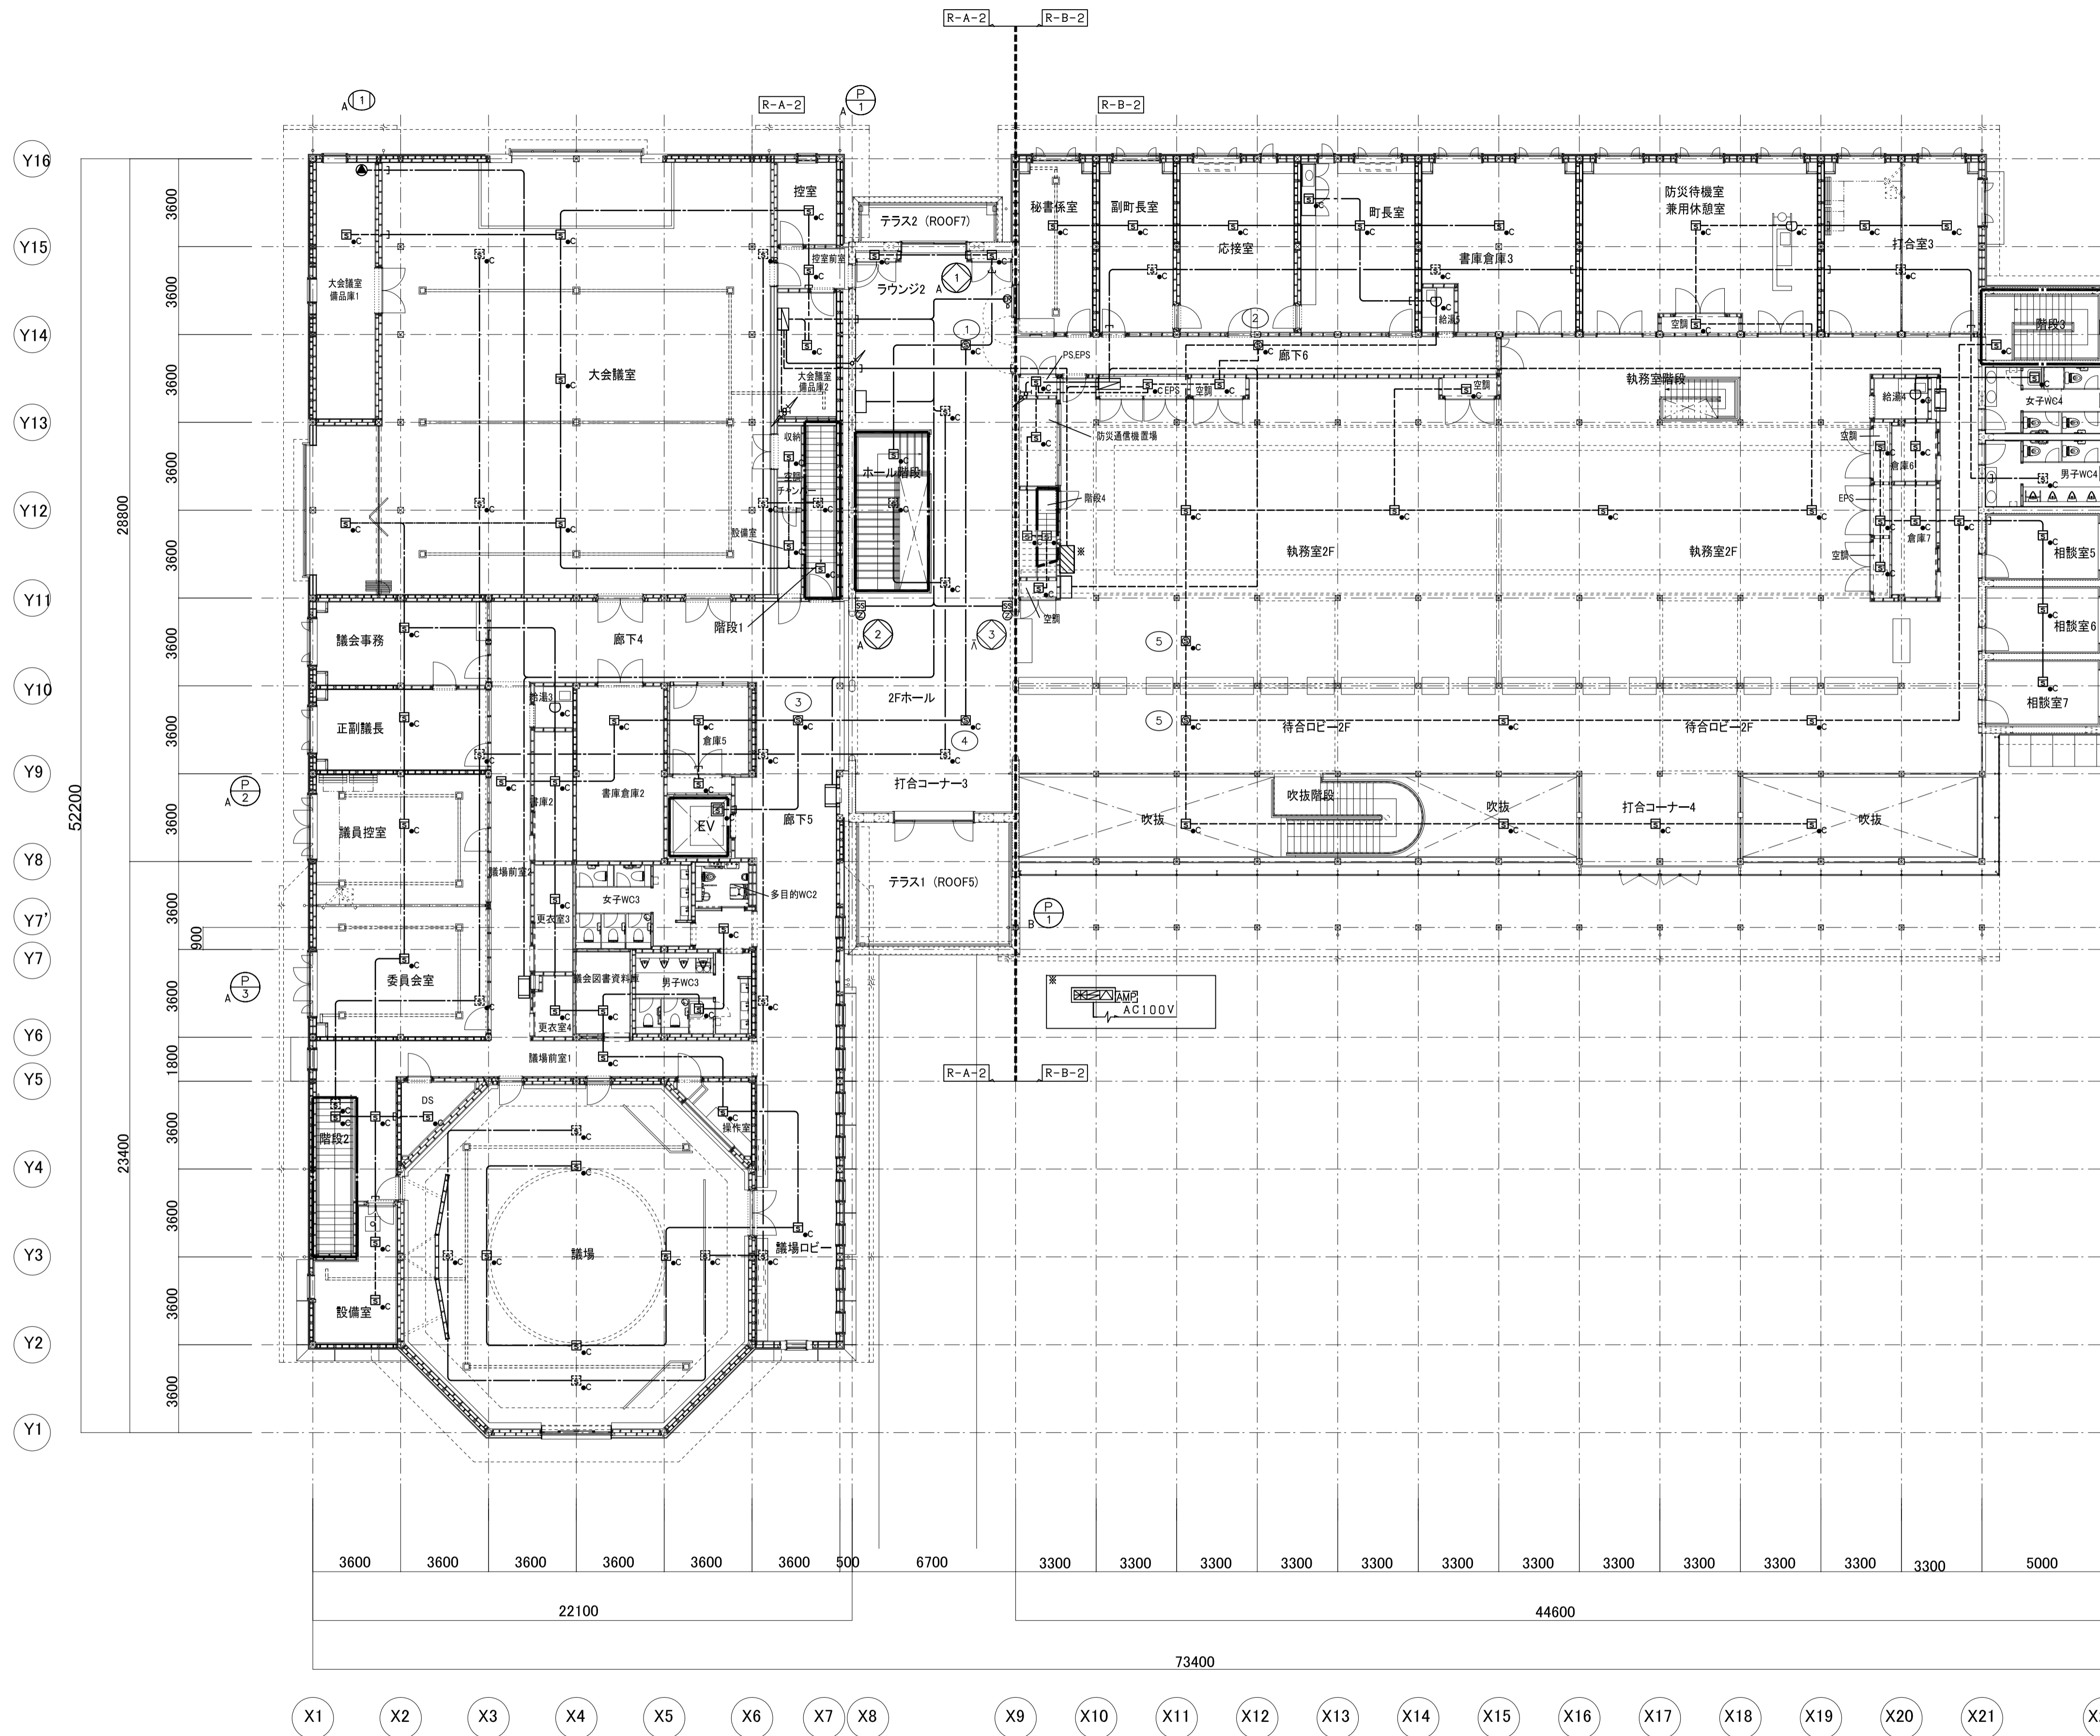 R-A-2
R-B-2
A 1
R-A-2
P
1
A
R-B-2
Y16
Y15
Y14
Y13
Y12
Y11
Y10
Y9
Y8
Y7'
Y7
Y6
Y5
Y4
Y3
Y2
Y1
3600
3600
3600
3600
3600
3600
3600
3600
3600
900
3600
1800
3600
3600
3600
3600
28800
23400
52200
控室
控室前室
大会議室
備品庫1
大会議室
大会議室
備品庫2
収納
空調
チャンバー
設備室
階段1
テラス2 (ROOF7)
ラウンジ2
A
1
1
ホール階段
SS
2
SS
2
2
A
3
A
2Fホール
4
打合コーナー3
テラス1 (ROOF5)
議会事務
廊下4
正副議長
給湯3
3
倉庫5
書庫倉庫2
書庫2
EV
廊下5
P
2
A
議員控室
議場前室2
女子WC3
多目的WC2
更衣室3
P
3
A
委員会室
議会図書資料庫
男子WC3
更衣室4
議場前室1
DS
操作室
階段2
議場
議場ロビー
設備室
秘書係室
副町長室
応接室
町長室
書庫倉庫3
給湯5
防災待機室
兼用休憩室
空調
打合室3
階段3
2
廊下6
PS,EPS
EPS
空調
空調
執務室階段
給湯4
女子WC4
防災通信機置場
空調
倉庫6
男子WC4
階段4
EPS
※
執務室2F
執務室2F
空調
倉庫7
相談室5
空調
相談室6
5
5
待合ロビー2F
待合ロビー2F
相談室7
吹抜階段
吹抜
吹抜
打合コーナー4
吹抜
P
1
B
※
AMP
AC100V
R-A-2
R-B-2
3600
3600
3600
3600
3600
3600
500
6700
3300
3300
3300
3300
3300
3300
3300
3300
3300
3300
3300
3300
5000
22100
44600
73400
X1
X2
X3
X4
X5
X6
X7
X8
X9
X10
X11
X12
X13
X14
X15
X16
X17
X18
X19
X20
X21